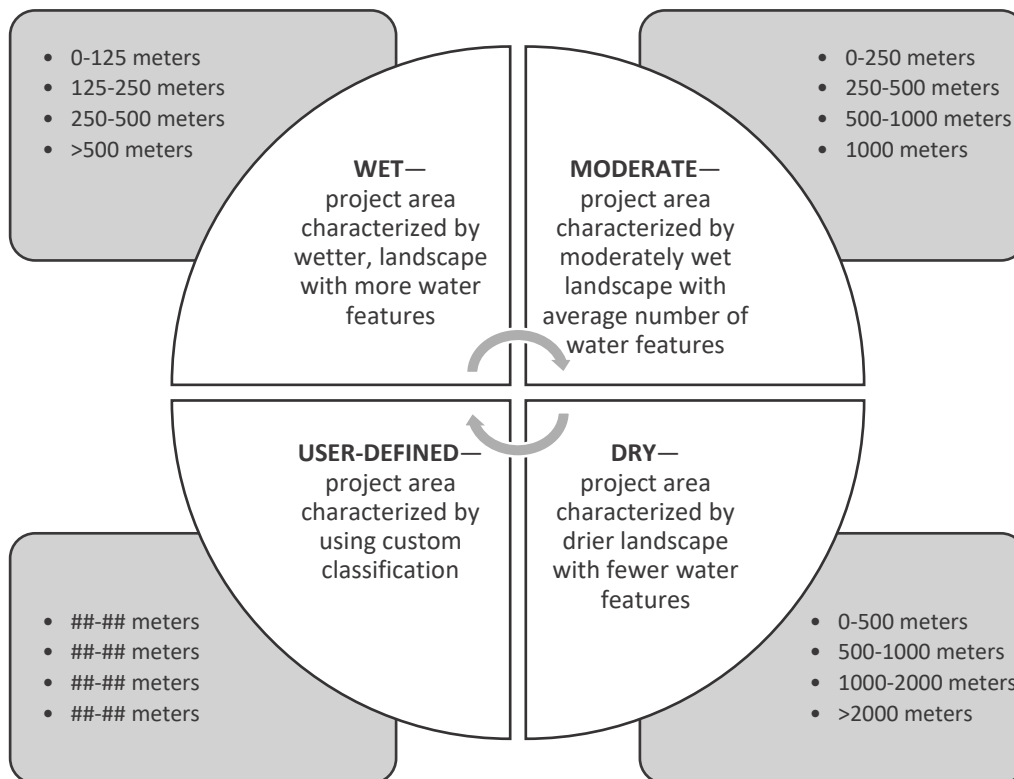 • 0-125 meters
• 125-250 meters
• 250-500 meters
• >500 meters
WET—
project area
characterized by
wetter, landscape
with more water
features
• 0-250 meters
• 250-500 meters
• 500-1000 meters
• 1000 meters
MODERATE—
project area
characterized by
moderately wet
landscape with
average number of
water features
USER-DEFINED—
project area
characterized by
using custom
classification
• ##-## meters
• ##-## meters
• ##-## meters
• ##-## meters
DRY—
project area
characterized by
drier landscape
with fewer water
features
• 0-500 meters
• 500-1000 meters
• 1000-2000 meters
• >2000 meters